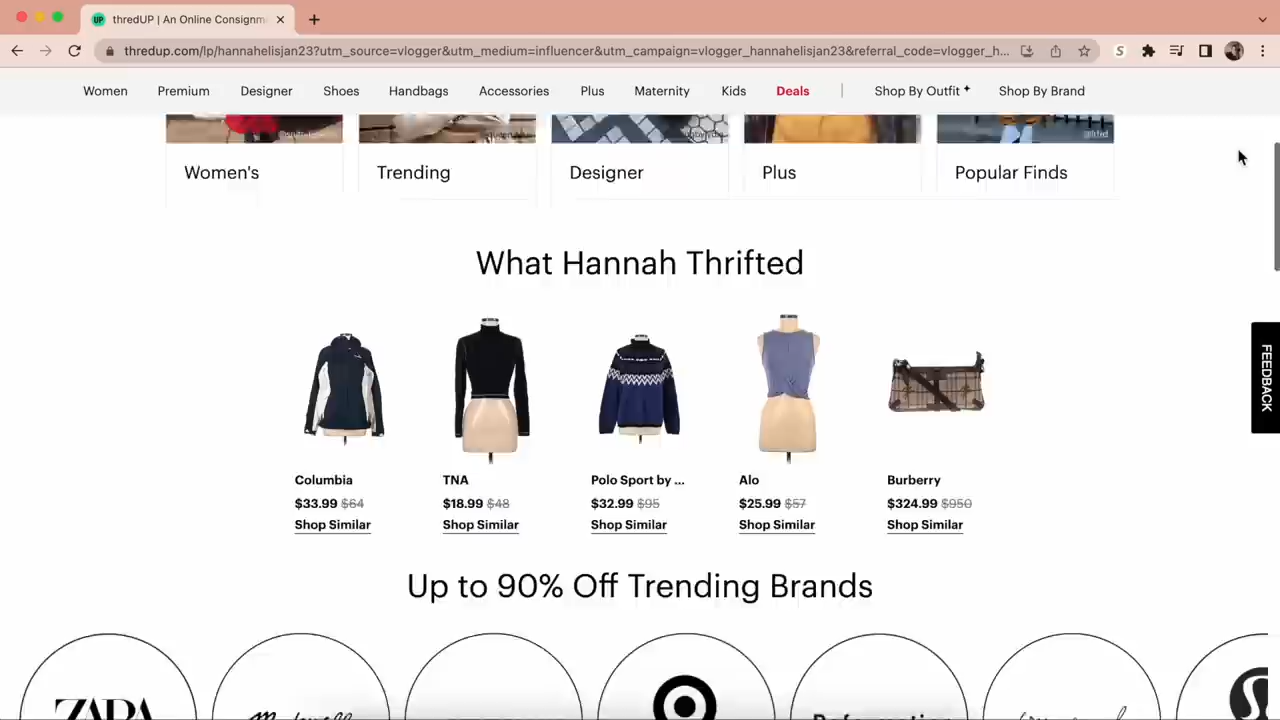 thredUP | An Online Consignm
thredup.com/lp/hannahelisjan23?utm_source=vlogger&utm_medium=influencer&utm_campaign=vlogger_hannahelisjan23&referral_code=vlogger_h...
Women Premium Designer Shoes Handbags Accessories Plus Maternity Kids Deals | Shop By Outfit Shop By Brand
Women's Trending Designer Plus Popular Finds
What Hannah Thrifted
Columbia TNA Polo Sport by ... Alo Burberry
$33.99 $64 $18.99 $48 $32.99 $95 $25.99 $57 $324.99 $950
Shop Similar Shop Similar Shop Similar Shop Similar Shop Similar
FEEDBACK
Up to 90% Off Trending Brands
ZARA Madewell Reformation